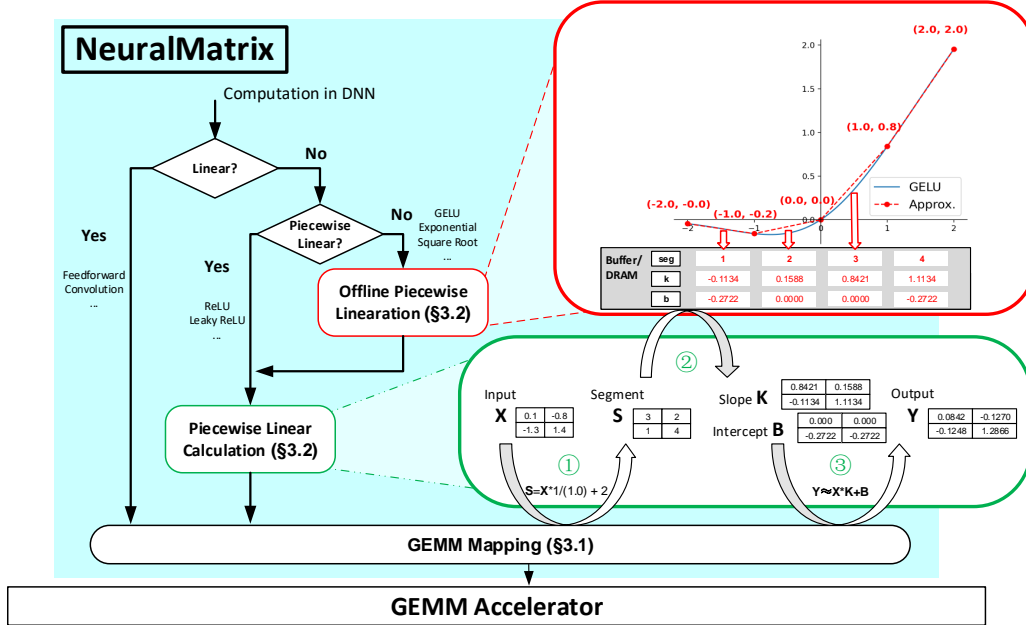 NeuralMatrix
Computation in DNN
Linear?
No
Yes
Feedforward
Convolution
...
Piecewise
Linear?
No
GELU
Exponential
Square Root
...
Yes
ReLU
Leaky ReLU
...
Offline Piecewise
Linearation (§3.2)
Piecewise Linear
Calculation (§3.2)
(2.0, 2.0)
2.0
1.5
(1.0, 0.8)
1.0
0.5
(0.0, 0.0)
(-2.0, -0.0)
(-1.0, -0.2)
0.0
GELU
Approx.
−2 −1 0 1 2
Buffer/
DRAM
seg 1 2 3 4
k -0.1134 0.1588 0.8421 1.1134
b -0.2722 0.0000 0.0000 -0.2722
②
Input
X
0.1 -0.8
-1.3 1.4
Segment
S
3 2
1 4
①
S=X*1/(1.0) + 2
Slope K
0.8421 0.1588
-0.1134 1.1134
Intercept B
0.000 0.000
-0.2722 -0.2722
Output
Y
0.0842 -0.1270
-0.1248 1.2866
③
Y≈X*K+B
GEMM Mapping (§3.1)
GEMM Accelerator